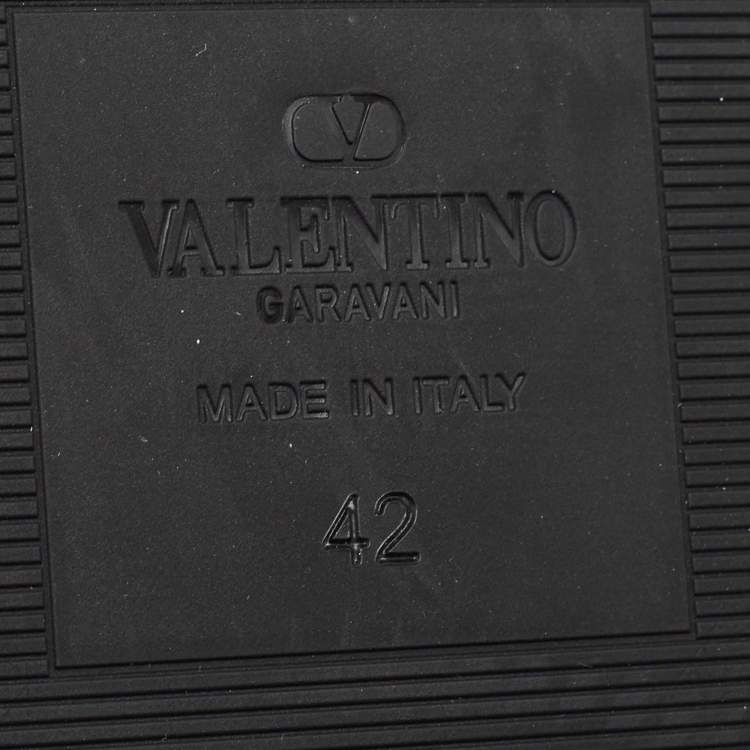 V
VALENTINO
GARAVANI
MADE IN ITALY
42